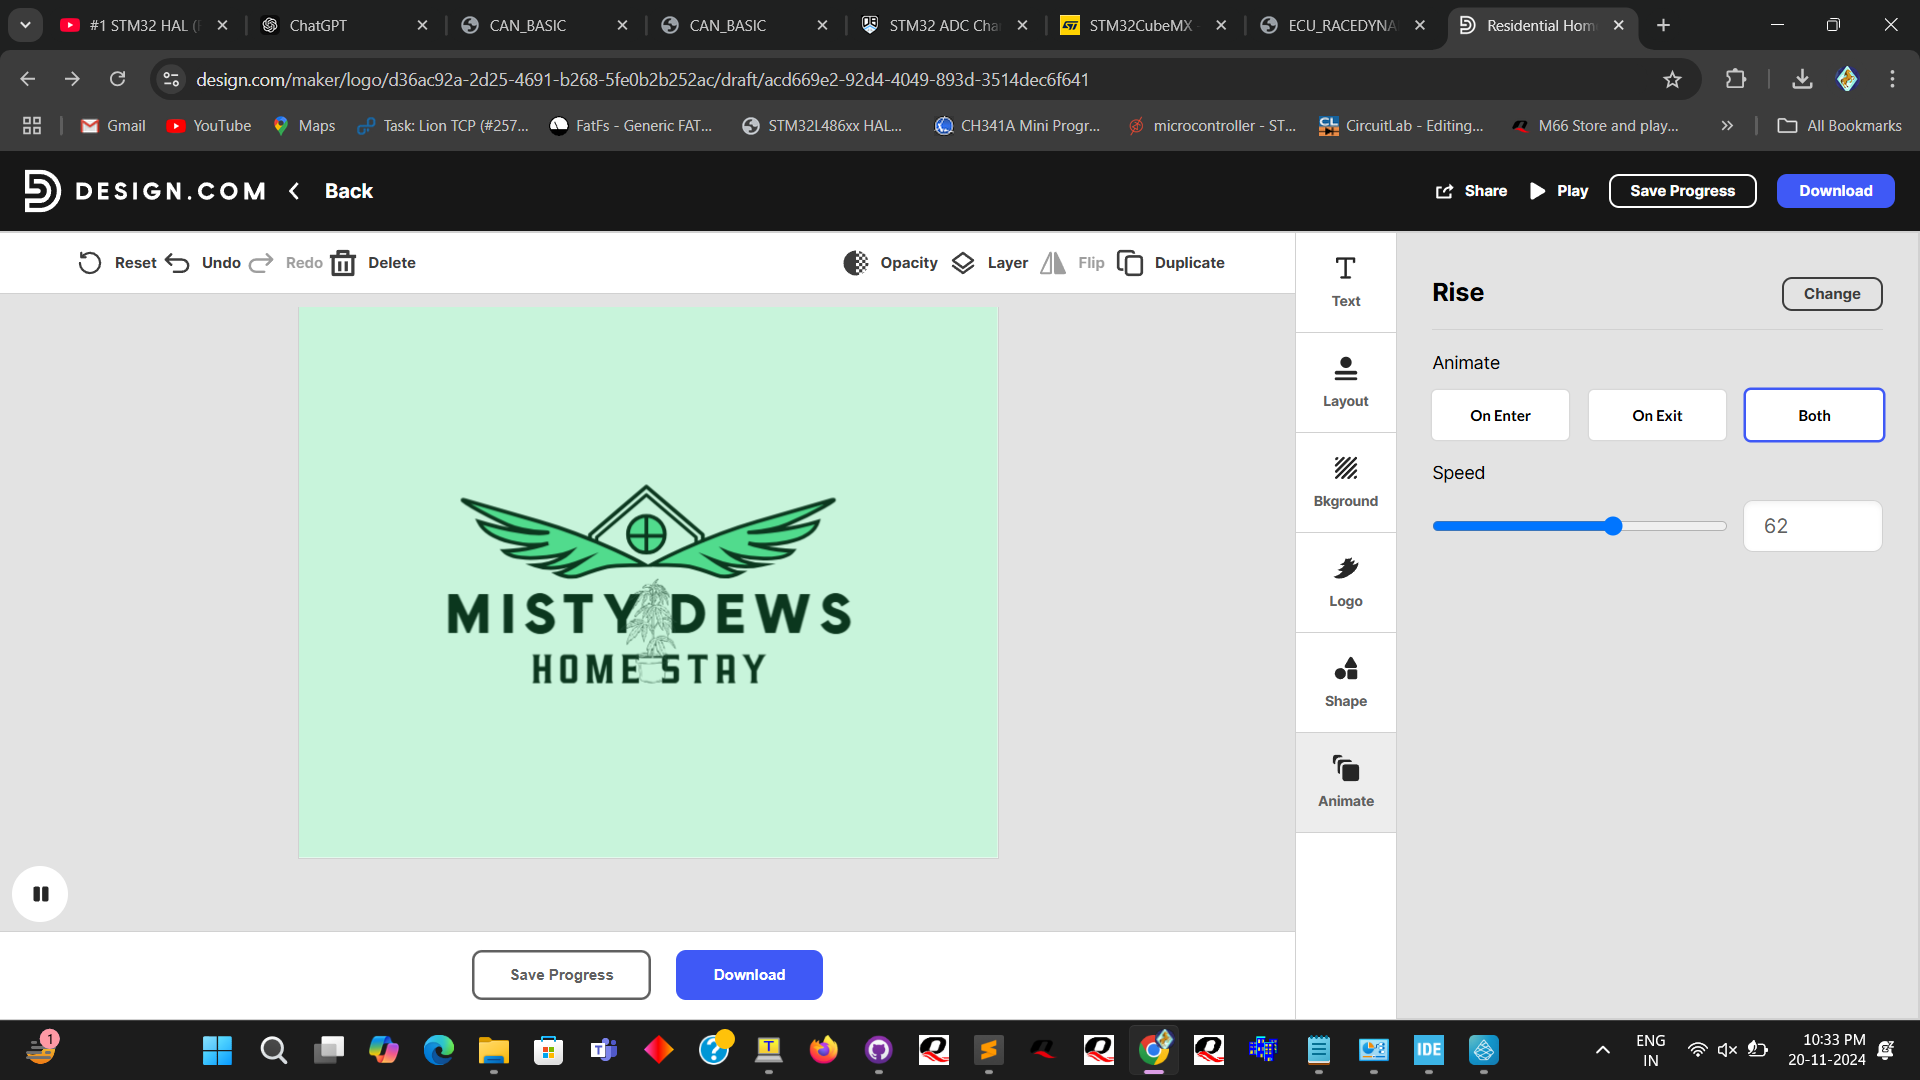 #1 STM32 HAL (
ChatGPT
CAN_BASIC
CAN_BASIC
STM32 ADC Cha
STM32CubeMX
ECU_RACEDYNA
Residential Hom
design.com/maker/logo/d36ac92a-2d25-4691-b268-5fe0b2b252ac/draft/acd669e2-92d4-4049-893d-3514dec6f641
Gmail
YouTube
Maps
Task: Lion TCP (#257...
FatFs - Generic FAT...
STM32L486xx HAL...
CH341A Mini Progr...
microcontroller - ST...
CircuitLab - Editing...
M66 Store and play...
All Bookmarks
DESIGN.COM
Back
Share
Play
Save Progress
Download
Reset
Undo
Redo
Delete
Opacity
Layer
Flip
Duplicate
Text
Layout
Bkground
Logo
Shape
Animate
Rise
Change
Animate
On Enter
On Exit
Both
Speed
62
MISTY DEWS
HOME STAY
Save Progress
Download
1
T
IDE
ENG
IN
10:33 PM
20-11-2024